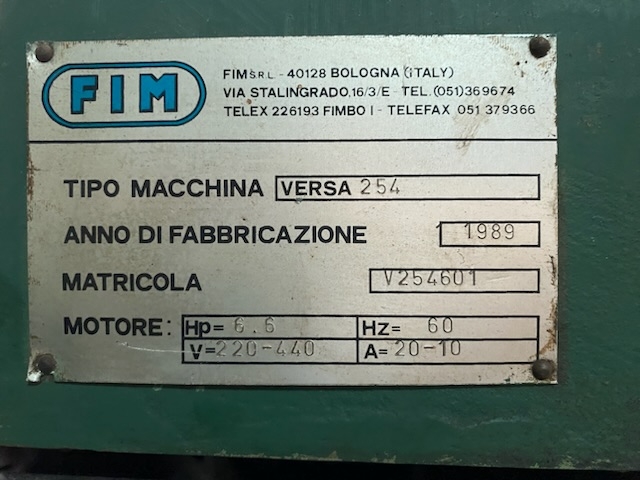 FIM
FIM S.R.L - 40128 BOLOGNA (ITALY)
VIA STALINGRADO,16/3/E - TEL.(051)369674
TELEX 226193 FIMBO I - TELEFAX 051 379366
TIPO MACCHINA VERSA 254
ANNO DI FABBRICAZIONE 1989
MATRICOLA V254601
MOTORE: Hp= 6.6 Hz= 60
V=220-440 A=20-10